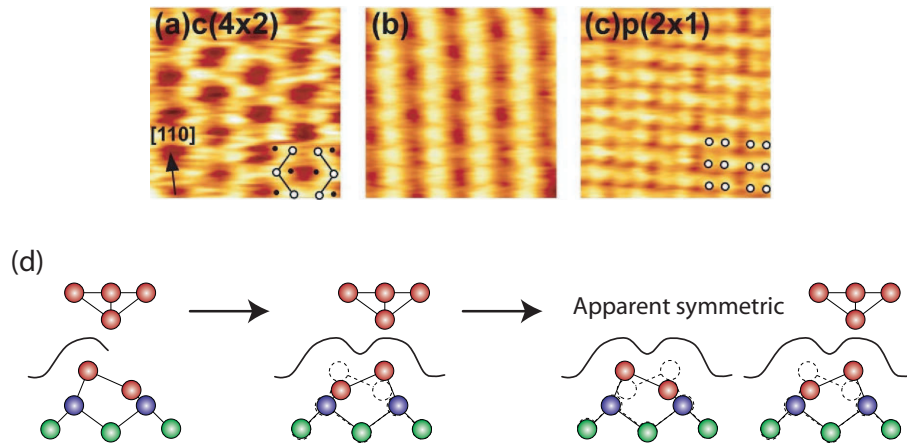 (a)c(4x2)
(b)
(c)p(2x1)
[110]
(d)
Apparent symmetric